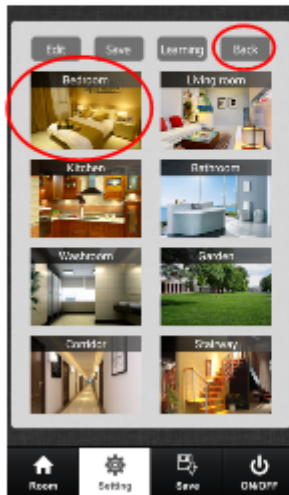 Edit Save Learning Back
Bedroom Living room
Kitchen Bathroom
Washroom Garden
Corridor Stairway
Room Setting Save ON/OFF